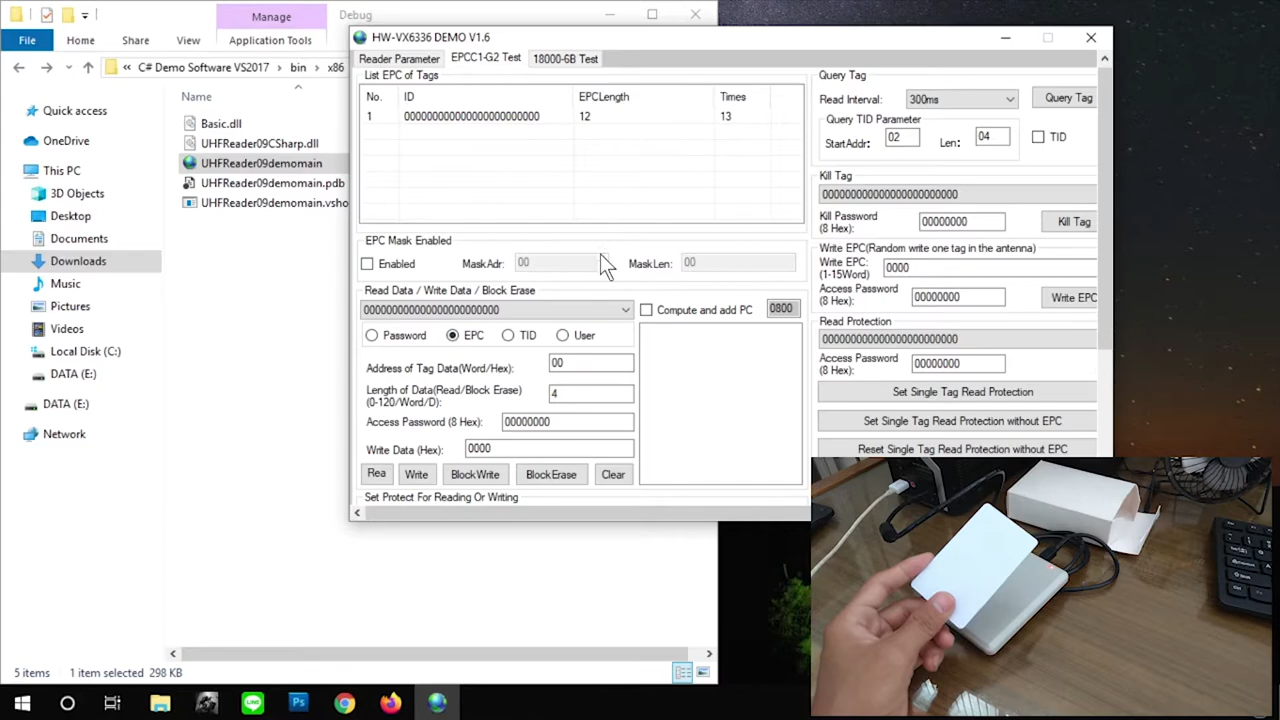 Manage
Debug
File
Home
Share
View
Application Tools
« C# Demo Software VS2017 › bin › x86
Quick access
OneDrive
This PC
3D Objects
Desktop
Documents
Downloads
Music
Pictures
Videos
Local Disk (C:)
DATA (E:)
DATA (E:)
Network
Name
Basic.dll
UHFReader09CSharp.dll
UHFReader09demomain
UHFReader09demomain.pdb
UHFReader09demomain.vsho
5 items
1 item selected 298 KB
HW-VX6336 DEMO V1.6
Reader Parameter
EPCC1-G2 Test
18000-6B Test
List EPC of Tags
No.
ID
EPCLength
Times
1
000000000000000000000000
12
13
EPC Mask Enabled
Enabled
MaskAdr:
00
MaskLen:
00
Read Data / Write Data / Block Erase
000000000000000000000000
Compute and add PC
0800
Password
EPC
TID
User
Address of Tag Data(Word/Hex):
00
Length of Data(Read/Block Erase)
(0-120/Word/D):
4
Access Password (8 Hex):
00000000
Write Data (Hex):
0000
Rea
Write
BlockWrite
BlockErase
Clear
Set Protect For Reading Or Writing
Query Tag
Read Interval:
300ms
Query Tag
Query TID Parameter
StartAddr:
02
Len:
04
TID
Kill Tag
000000000000000000000000
Kill Password
(8 Hex):
00000000
Kill Tag
Write EPC(Random write one tag in the antenna)
Write EPC:
(1-15Word)
0000
Access Password
(8 Hex):
00000000
Write EPC
Read Protection
000000000000000000000000
Access Password
(8 Hex):
00000000
Set Single Tag Read Protection
Set Single Tag Read Protection without EPC
Reset Single Tag Read Protection without EPC
LINE
Ps